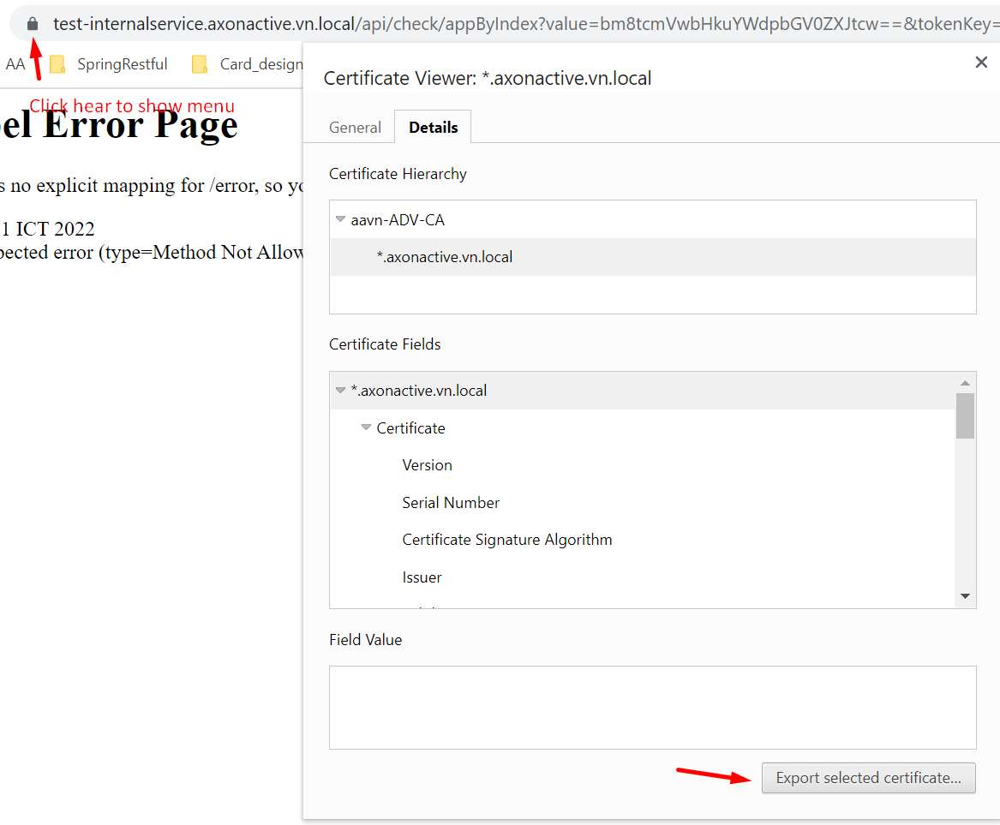 test-internalservice.axonactive.vn.local/api/check/appByIndex?value=bm8tcmVwbHkuYWdpbGV0ZXJtcw==&tokenKey=
AA SpringRestful Card_design
Click hear to show menu
el Error Page
s no explicit mapping for /error, so yo
1 ICT 2022
pected error (type=Method Not Allow
Certificate Viewer: *.axonactive.vn.local
General Details
Certificate Hierarchy
aavn-ADV-CA
*.axonactive.vn.local
Certificate Fields
*.axonactive.vn.local
Certificate
Version
Serial Number
Certificate Signature Algorithm
Issuer
Field Value
Export selected certificate...